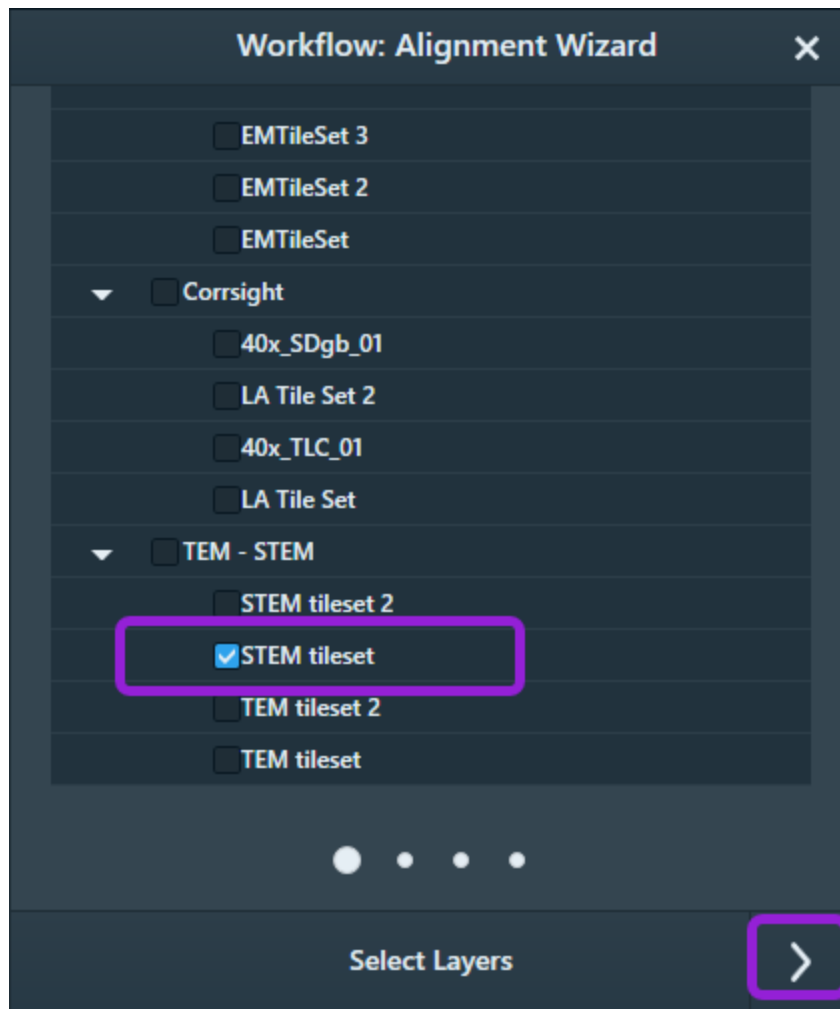 Workflow: Alignment Wizard
EMTileSet 3
EMTileSet 2
EMTileSet
Corrsight
40x_SDgb_01
LA Tile Set 2
40x_TLC_01
LA Tile Set
TEM - STEM
STEM tileset 2
STEM tileset
TEM tileset 2
TEM tileset
Select Layers